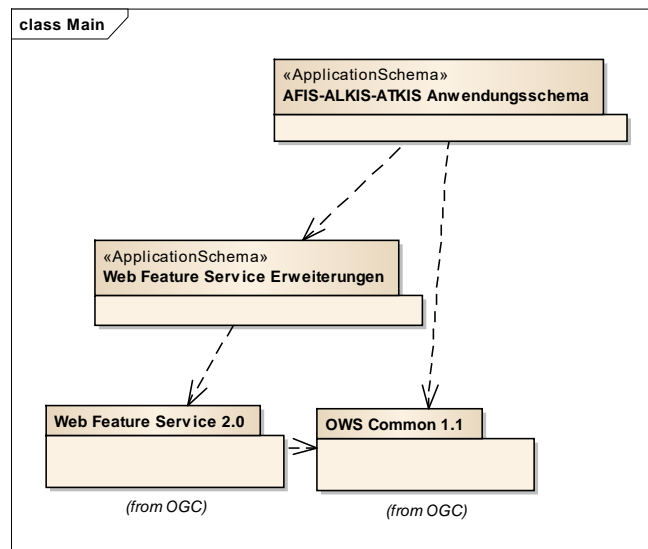 class Main
«ApplicationSchema»
AFIS-ALKIS-ATKIS Anwendungsschema
«ApplicationSchema»
Web Feature Service Erweiterungen
Web Feature Service 2.0
OWS Common 1.1
(from OGC)
(from OGC)